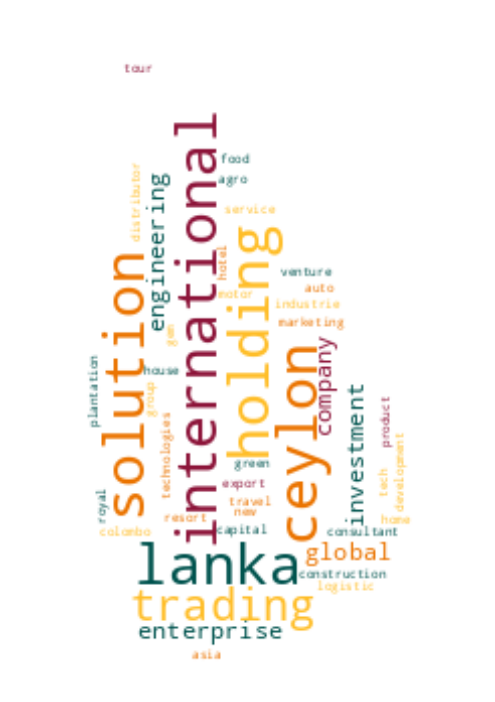 tour
international
food
agro
distributor
engineering
service
holding
hotel
solution
venture
auto
motor
industrie
marketing
gem
company
ceylon
house
plantation
group
investment
product
technologies
development
green
tech
export
royal
travel
new
resort
home
colombo
capital
consultant
lanka
global
construction
logistic
trading
enterprise
asia